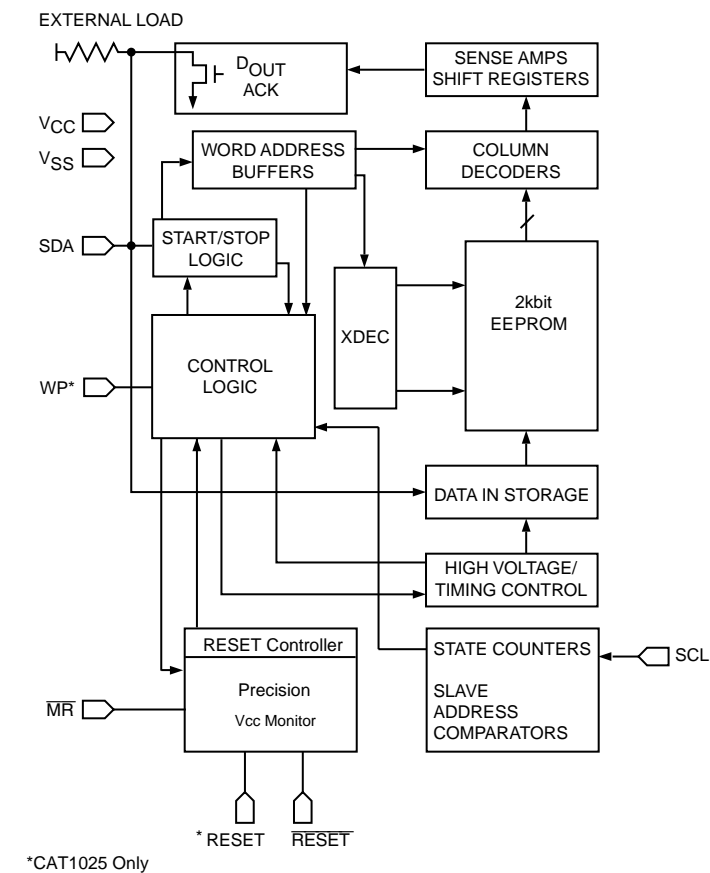 EXTERNAL LOAD
DOUT
ACK
SENSE AMPS
SHIFT REGISTERS
VCC
VSS
WORD ADDRESS
BUFFERS
COLUMN
DECODERS
SDA
START/STOP
LOGIC
2kbit
EEPROM
XDEC
CONTROL
LOGIC
WP*
DATA IN STORAGE
HIGH VOLTAGE/
TIMING CONTROL
RESET Controller
Precision
Vcc Monitor
STATE COUNTERS
SLAVE
ADDRESS
COMPARATORS
SCL
MR
* RESET
RESET
*CAT1025 Only